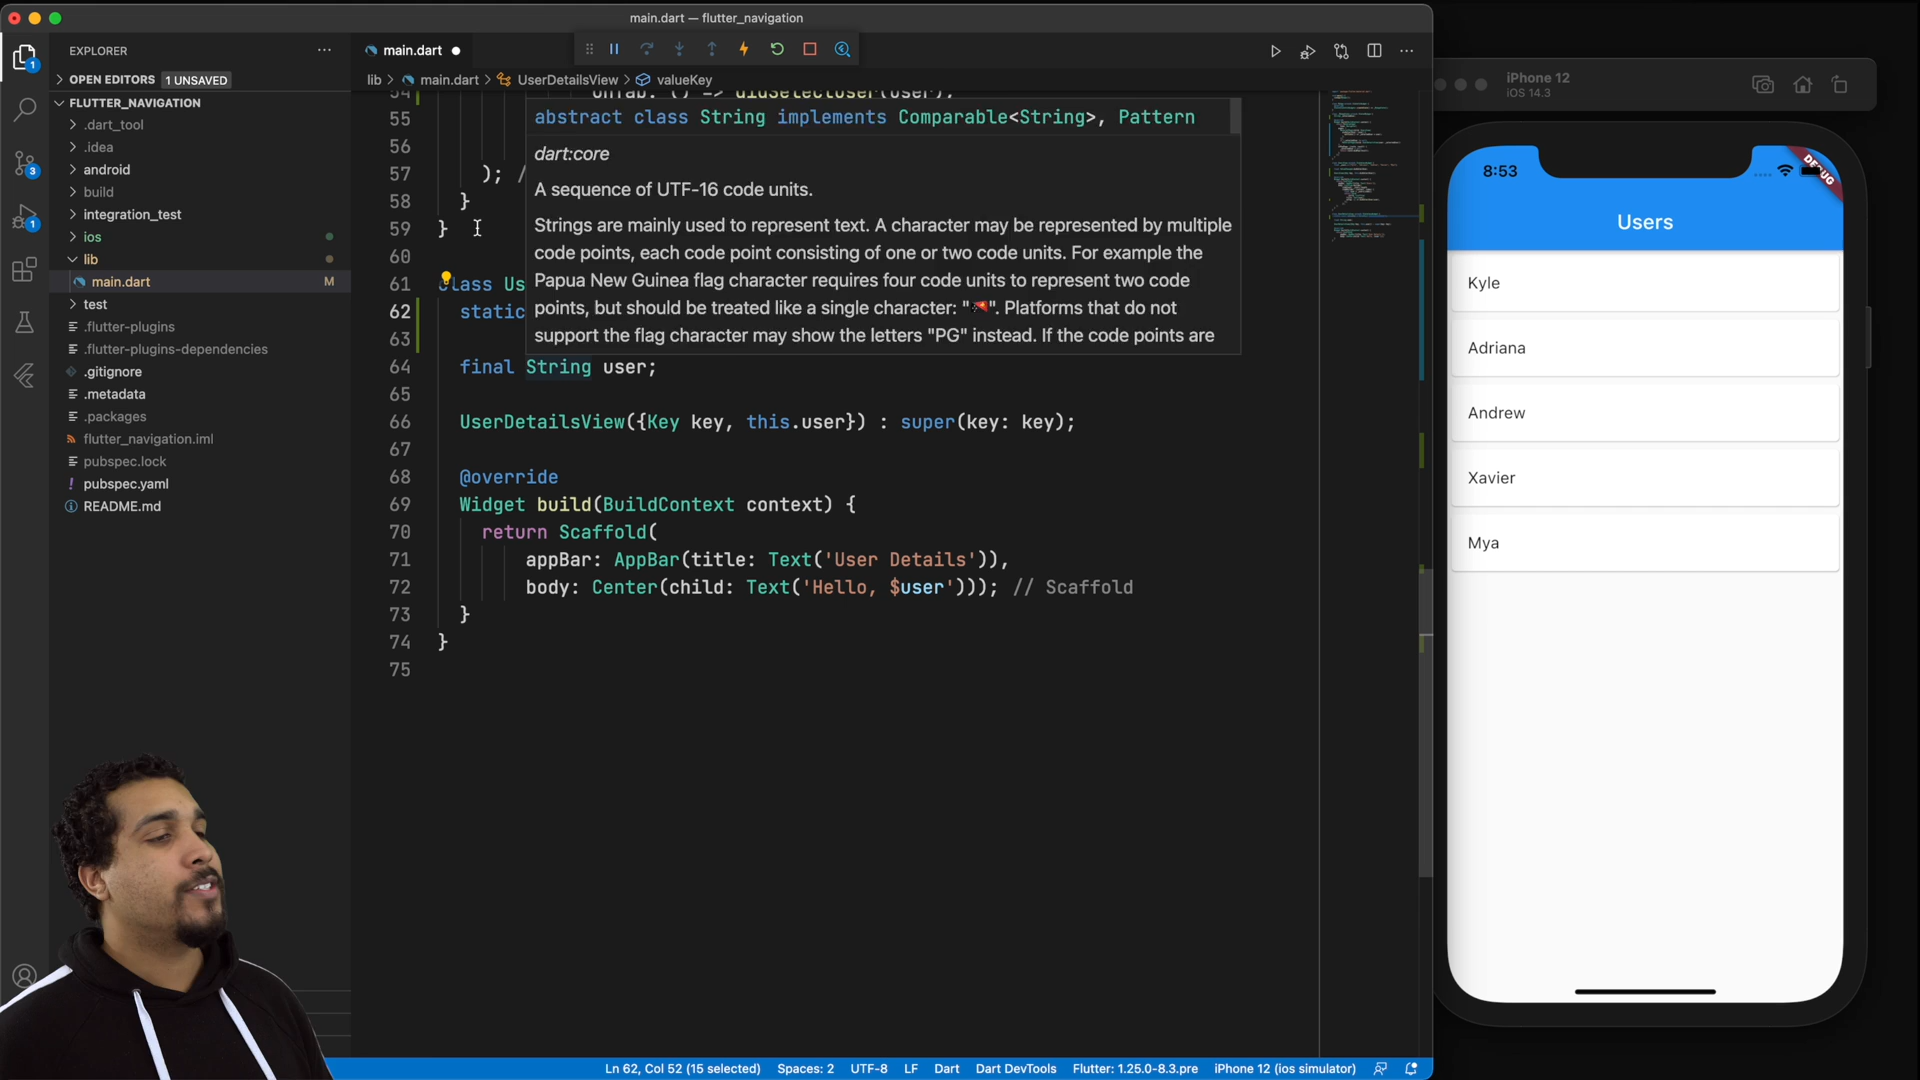 main.dart — flutter_navigation
EXPLORER
main.dart
OPEN EDITORS 1 UNSAVED
lib > main.dart > UserDetailsView > valueKey
FLUTTER_NAVIGATION
.dart_tool
.idea
android
build
integration_test
ios
lib
main.dart M
test
.flutter-plugins
.flutter-plugins-dependencies
.gitignore
.metadata
.packages
flutter_navigation.iml
pubspec.lock
pubspec.yaml
README.md
1
3
1
54 onTap: () => didSelectUser(user),
55
56
57 ); /
58 }
59 }
60
61 class Us
62 static
63
64 final String user;
65
66 UserDetailsView({Key key, this.user}) : super(key: key);
67
68 @override
69 Widget build(BuildContext context) {
70 return Scaffold(
71 appBar: AppBar(title: Text('User Details')),
72 body: Center(child: Text('Hello, $user'))); // Scaffold
73 }
74 }
75
abstract class String implements Comparable<String>, Pattern
dart:core
A sequence of UTF-16 code units.
Strings are mainly used to represent text. A character may be represented by multiple
code points, each code point consisting of one or two code units. For example the
Papua New Guinea flag character requires four code units to represent two code
points, but should be treated like a single character: "🇵🇬". Platforms that do not
support the flag character may show the letters "PG" instead. If the code points are
Ln 62, Col 52 (15 selected) Spaces: 2 UTF-8 LF Dart Dart DevTools Flutter: 1.25.0-8.3.pre iPhone 12 (ios simulator)
iPhone 12
iOS 14.3
8:53
DEBUG
Users
Kyle
Adriana
Andrew
Xavier
Mya